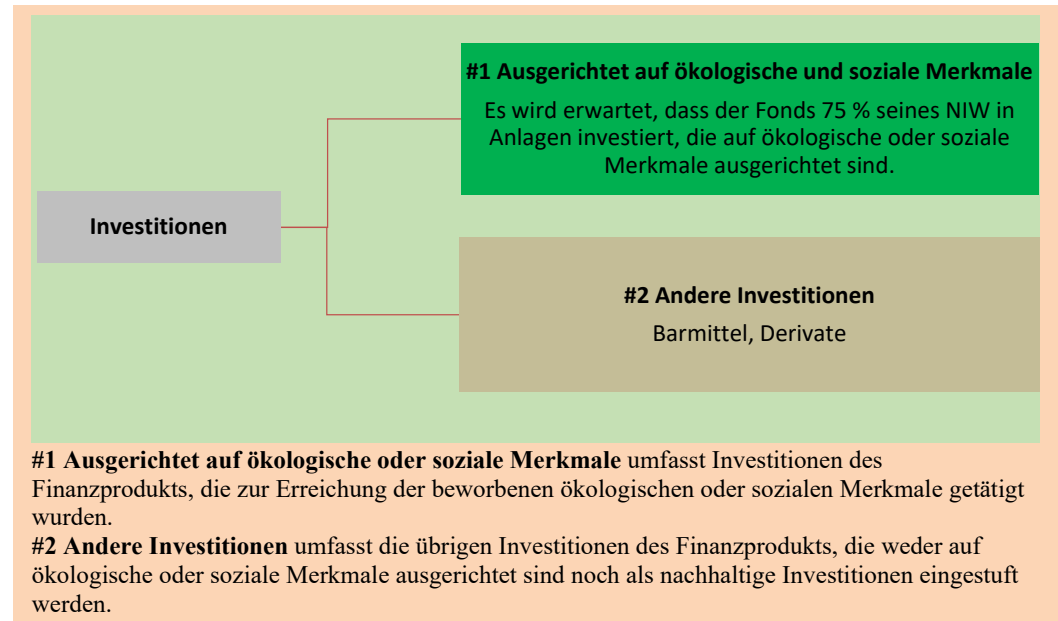 #1 Ausgerichtet auf ökologische und soziale Merkmale
Es wird erwartet, dass der Fonds 75 % seines NIW in
Anlagen investiert, die auf ökologische oder soziale
Merkmale ausgerichtet sind.
Investitionen
#2 Andere Investitionen
Barmittel, Derivate
#1 Ausgerichtet auf ökologische oder soziale Merkmale umfasst Investitionen des
Finanzprodukts, die zur Erreichung der beworbenen ökologischen oder sozialen Merkmale getätigt
wurden.
#2 Andere Investitionen umfasst die übrigen Investitionen des Finanzprodukts, die weder auf
ökologische oder soziale Merkmale ausgerichtet sind noch als nachhaltige Investitionen eingestuft
werden.